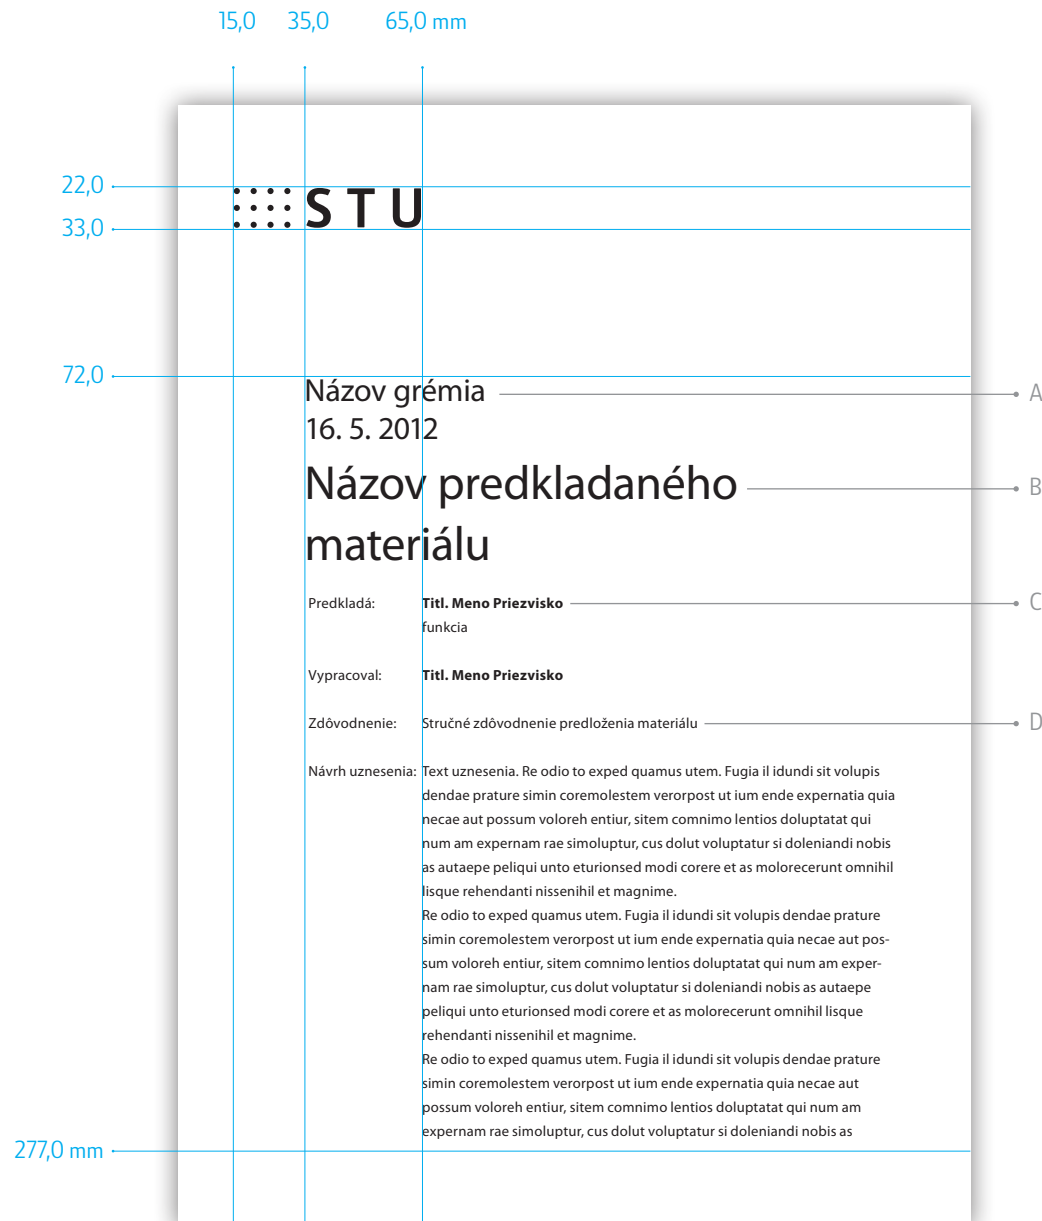 15,0 35,0 65,0 mm
22,0
S T U
33,0
72,0
Názov grémia A
16. 5. 2012
Názov predkladaného B
materiálu
Predkladá: Titl. Meno Priezvisko C
funkcia
Vypracoval: Titl. Meno Priezvisko
Zdôvodnenie: Stručné zdôvodnenie predloženia materiálu D
Návrh uznesenia: Text uznesenia. Re odio to exped quamus utem. Fugia il idundi sit volupis
dendae prature simin coremolestem verorpost ut ium ende expernatia quia
necae aut possum voloreh entiur, sitem comnimo lentios doluptatat qui
num am expernam rae simoluptur, cus dolut voluptatur si doleniandi nobis
as autaepe peliqui unto eturionsed modi corere et as molorecerunt omnihil
lisque rehendanti nissenihil et magnime.
Re odio to exped quamus utem. Fugia il idundi sit volupis dendae prature
simin coremolestem verorpost ut ium ende expernatia quia necae aut pos-
sum voloreh entiur, sitem comnimo lentios doluptatat qui num am exper-
nam rae simoluptur, cus dolut voluptatur si doleniandi nobis as autaepe
peliqui unto eturionsed modi corere et as molorecerunt omnihil lisque
rehendanti nissenihil et magnime.
Re odio to exped quamus utem. Fugia il idundi sit volupis dendae prature
simin coremolestem verorpost ut ium ende expernatia quia necae aut
possum voloreh entiur, sitem comnimo lentios doluptatat qui num am
expernam rae simoluptur, cus dolut voluptatur si doleniandi nobis as
277,0 mm